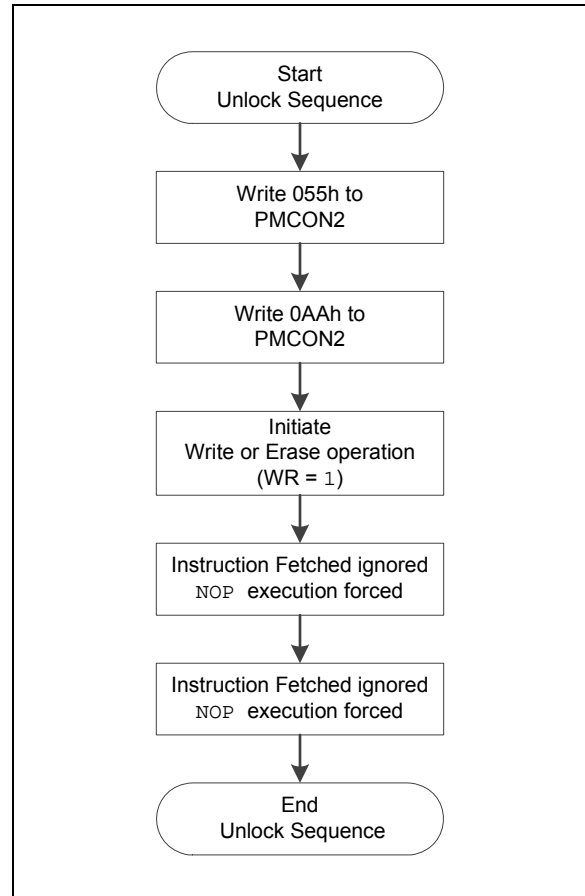 Start
Unlock Sequence
Write 055h to
PMCON2
Write 0AAh to
PMCON2
Initiate
Write or Erase operation
(WR = 1)
Instruction Fetched ignored
NOP execution forced
Instruction Fetched ignored
NOP execution forced
End
Unlock Sequence